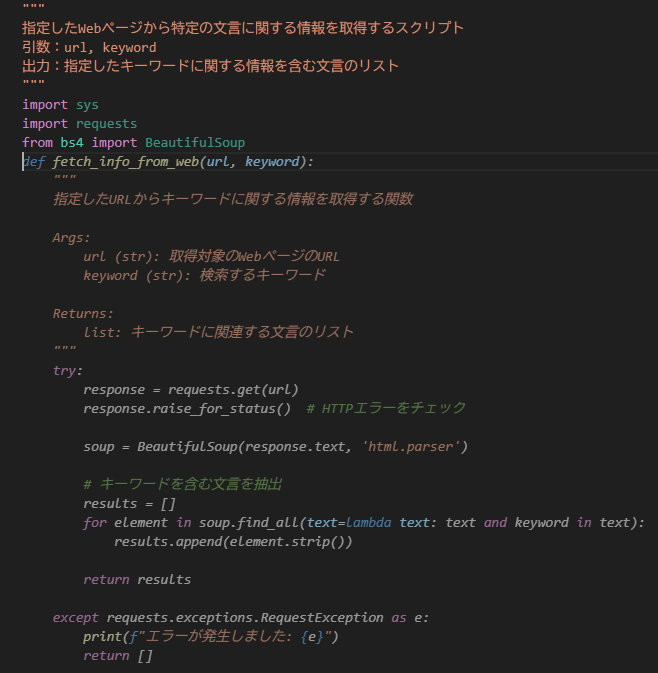 """
指定したWebページから特定の文言に関する情報を取得するスクリプト
引数：url, keyword
出力：指定したキーワードに関する情報を含む文言のリスト
"""
import sys
import requests
from bs4 import BeautifulSoup
def fetch_info_from_web(url, keyword):
    """
    指定したURLからキーワードに関する情報を取得する関数

    Args:
        url (str): 取得対象のWebページのURL
        keyword (str): 検索するキーワード

    Returns:
        list: キーワードに関連する文言のリスト
    """
    try:
        response = requests.get(url)
        response.raise_for_status()  # HTTPエラーをチェック

        soup = BeautifulSoup(response.text, 'html.parser')

        # キーワードを含む文言を抽出
        results = []
        for element in soup.find_all(text=lambda text: text and keyword in text):
            results.append(element.strip())

        return results

    except requests.exceptions.RequestException as e:
        print(f"エラーが発生しました: {e}")
        return []